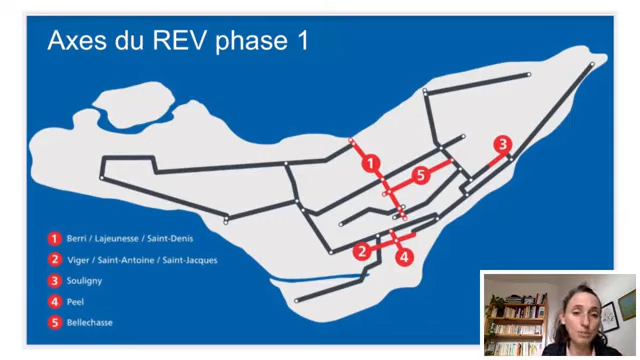 Axes du REV phase 1
1
5
3
2
4
1 Berri / Lajeunesse / Saint-Denis
2 Viger / Saint-Antoine / Saint-Jacques
3 Souligny
4 Peel
5 Bellechasse